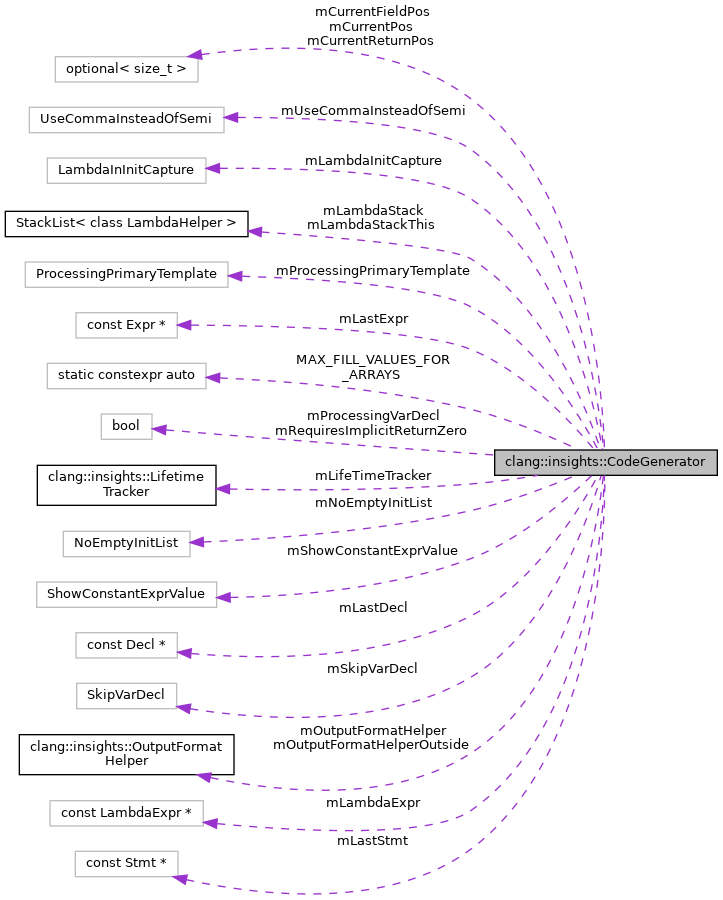 mCurrentFieldPos
mCurrentPos
mCurrentReturnPos
optional< size_t >
mUseCommaInsteadOfSemi
UseCommaInsteadOfSemi
mLambdaInitCapture
LambdaInInitCapture
mLambdaStack
mLambdaStackThis
StackList< class LambdaHelper >
mProcessingPrimaryTemplate
ProcessingPrimaryTemplate
mLastExpr
const Expr *
MAX_FILL_VALUES_FOR
_ARRAYS
static constexpr auto
mProcessingVarDecl
mRequiresImplicitReturnZero
bool
clang::insights::CodeGenerator
mLifeTimeTracker
clang::insights::Lifetime
Tracker
mNoEmptyInitList
NoEmptyInitList
mShowConstantExprValue
ShowConstantExprValue
mLastDecl
const Decl *
mSkipVarDecl
SkipVarDecl
mOutputFormatHelper
mOutputFormatHelperOutside
clang::insights::OutputFormat
Helper
mLambdaExpr
const LambdaExpr *
mLastStmt
const Stmt *